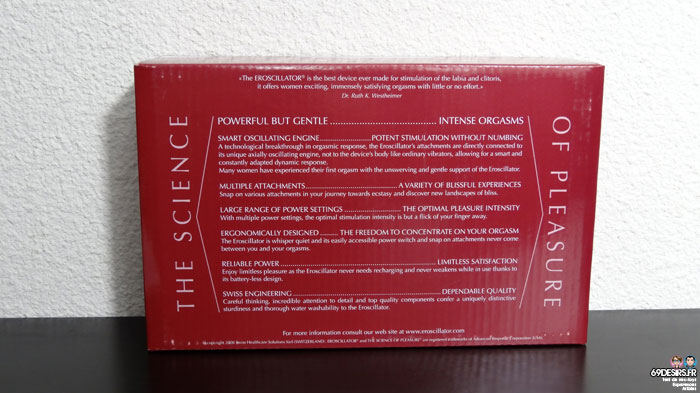 «The EROSCILLATOR® is the best device ever made for stimulation of the labia and clitoris,
it offers women exciting, immensely satisfying orgasms with little or no effort.»
Dr. Ruth K. Westheimer
THE SCIENCE
POWERFUL BUT GENTLE .............................. INTENSE ORGASMS
SMART OSCILLATING ENGINE.....................POTENT STIMULATION WITHOUT NUMBING
A technological breakthrough in orgasmic response, the Eroscillator's attachments are directly connected to
its unique axially oscillating engine, not to the device's body like ordinary vibrators, allowing for a smart and
constantly adapted dynamic response.
Many women have experienced their first orgasm with the unswerving and gentle support of the Eroscillator.
MULTIPLE ATTACHMENTS...................................A VARIETY OF BLISSFUL EXPERIENCES
Snap on various attachments in your journey towards ecstasy and discover new landscapes of bliss.
LARGE RANGE OF POWER SETTINGS ......................THE OPTIMAL PLEASURE INTENSITY
With multiple power settings, the optimal stimulation intensity is but a flick of your finger away.
ERGONOMICALLY DESIGNED ........ THE FREEDOM TO CONCENTRATE ON YOUR ORGASM
The Eroscillator is whisper quiet and its easily accessible power switch and snap on attachments never come
between you and your orgasms.
RELIABLE POWER ..........................................................LIMITLESS SATISFACTION
Enjoy limitless pleasure as the Eroscillator never needs recharging and never weakens while in use thanks to
its battery-less design.
SWISS ENGINEERING ......................................................DEPENDABLE QUALITY
Careful thinking, incredible attention to detail and top quality components confer a uniquely distinctive
sturdiness and thorough water washability to the Eroscillator.
OF PLEASURE
For more information consult our web site at www.eroscillator.com
EROSCILLATOR® and THE SCIENCE OF PLEASURE® are registered trademarks of
69DESIRS.FR